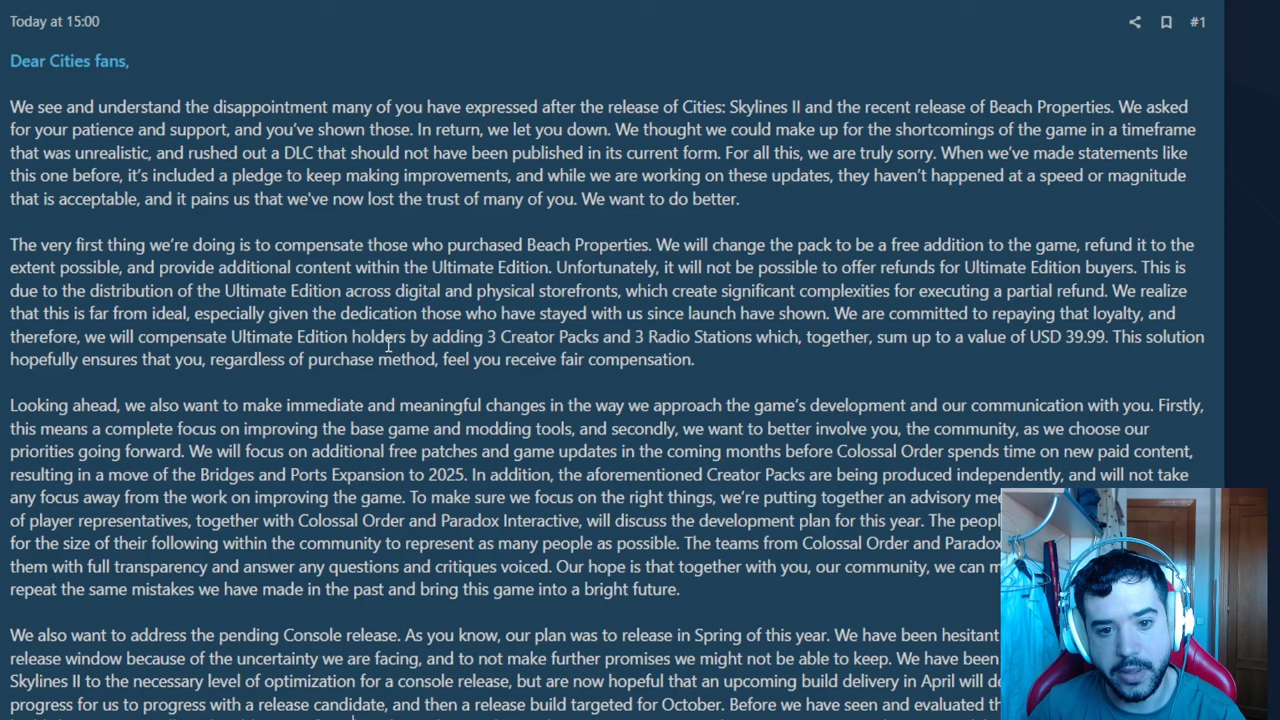 Today at 15:00
#1
Dear Cities fans,
We see and understand the disappointment many of you have expressed after the release of Cities: Skylines II and the recent release of Beach Properties. We asked
for your patience and support, and you've shown those. In return, we let you down. We thought we could make up for the shortcomings of the game in a timeframe
that was unrealistic, and rushed out a DLC that should not have been published in its current form. For all this, we are truly sorry. When we've made statements like
this one before, it's included a pledge to keep making improvements, and while we are working on these updates, they haven't happened at a speed or magnitude
that is acceptable, and it pains us that we've now lost the trust of many of you. We want to do better.
The very first thing we're doing is to compensate those who purchased Beach Properties. We will change the pack to be a free addition to the game, refund it to the
extent possible, and provide additional content within the Ultimate Edition. Unfortunately, it will not be possible to offer refunds for Ultimate Edition buyers. This is
due to the distribution of the Ultimate Edition across digital and physical storefronts, which create significant complexities for executing a partial refund. We realize
that this is far from ideal, especially given the dedication those who have stayed with us since launch have shown. We are committed to repaying that loyalty, and
therefore, we will compensate Ultimate Edition holders by adding 3 Creator Packs and 3 Radio Stations which, together, sum up to a value of USD 39.99. This solution
hopefully ensures that you, regardless of purchase method, feel you receive fair compensation.
Looking ahead, we also want to make immediate and meaningful changes in the way we approach the game's development and our communication with you. Firstly,
this means a complete focus on improving the base game and modding tools, and secondly, we want to better involve you, the community, as we choose our
priorities going forward. We will focus on additional free patches and game updates in the coming months before Colossal Order spends time on new paid content,
resulting in a move of the Bridges and Ports Expansion to 2025. In addition, the aforementioned Creator Packs are being produced independently, and will not take
any focus away from the work on improving the game. To make sure we focus on the right things, we're putting together an advisory
of player representatives, together with Colossal Order and Paradox Interactive, will discuss the development plan for this year. The
for the size of their following within the community to represent as many people as possible. The teams from Colossal Order and Paradox
them with full transparency and answer any questions and critiques voiced. Our hope is that together with you, our community, we can
repeat the same mistakes we have made in the past and bring this game into a bright future.
We also want to address the pending Console release. As you know, our plan was to release in Spring of this year. We have been hesitant
release window because of the uncertainty we are facing, and to not make further promises we might not be able to keep. We have been
Skylines II to the necessary level of optimization for a console release, but are now hopeful that an upcoming build delivery in April will
progress for us to progress with a release candidate, and then a release build targeted for October. Before we have seen and evaluated